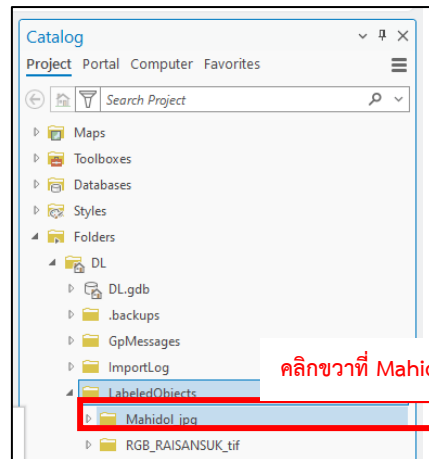 Catalog
Project Portal Computer Favorites
Search Project
Maps
Toolboxes
Databases
Styles
Folders
DL
DL.gdb
.backups
GpMessages
ImportLog
คลิกขวาที่ Mahid
LabeledObjects
Mahidol_jpg
RGB_RAISANSUK_tif